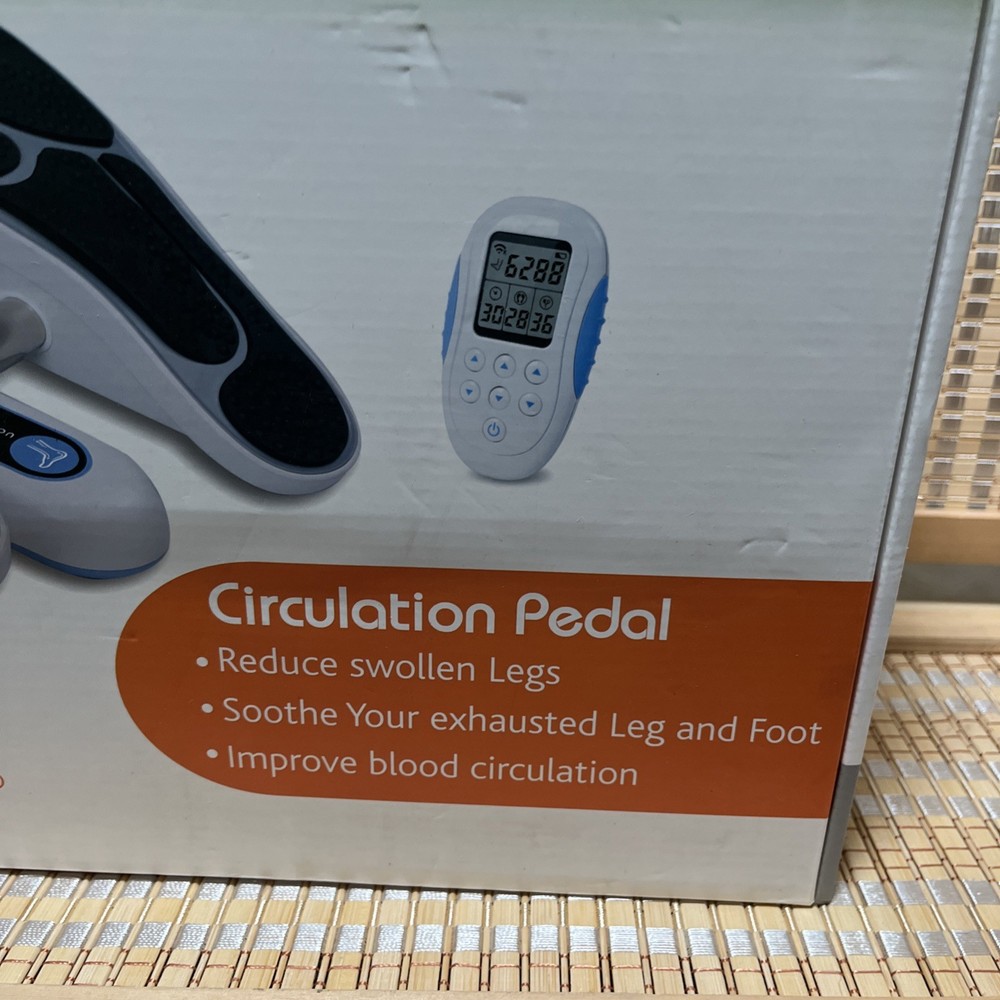 6288
30 28 36
Circulation Pedal
• Reduce swollen Legs
• Soothe Your exhausted Leg and Foot
• Improve blood circulation